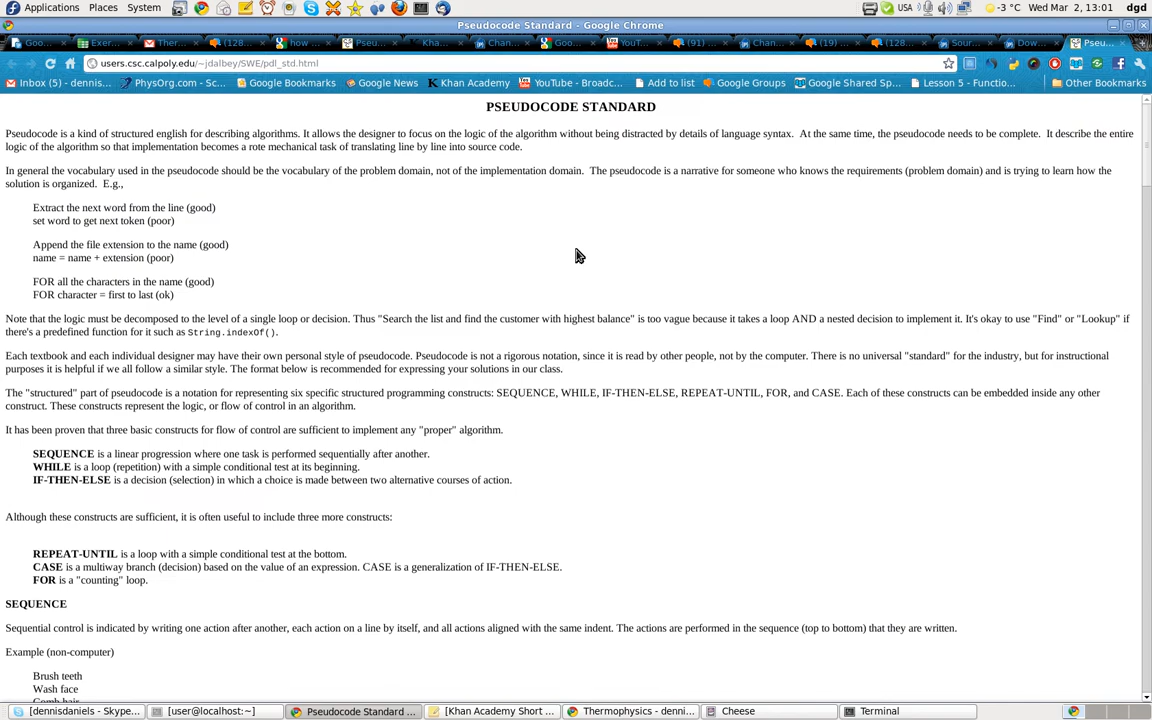 Applications Places System USA -3 °C Wed Mar 2, 13:01 dgd
Pseudocode Standard - Google Chrome
Goo... Exer... Ther... (128... how ... Pseu... Kha... Chan... Goo... YouT... (91) ... Chan... (19) ... (128... Sour... Dow... Pseu...
users.csc.calpoly.edu/~jdalbey/SWE/pdl_std.html
Inbox (5) - dennis... PhysOrg.com - Sc... Google Bookmarks Google News Khan Academy YouTube - Broadc... Add to list Google Groups Google Shared Sp... Lesson 5 - Functio... Other Bookmarks
PSEUDOCODE STANDARD
Pseudocode is a kind of structured english for describing algorithms. It allows the designer to focus on the logic of the algorithm without being distracted by details of language syntax. At the same time, the pseudocode needs to be complete. It describe the entire
logic of the algorithm so that implementation becomes a rote mechanical task of translating line by line into source code.
In general the vocabulary used in the pseudocode should be the vocabulary of the problem domain, not of the implementation domain. The pseudocode is a narrative for someone who knows the requirements (problem domain) and is trying to learn how the
solution is organized. E.g.,
Extract the next word from the line (good)
set word to get next token (poor)
Append the file extension to the name (good)
name = name + extension (poor)
FOR all the characters in the name (good)
FOR character = first to last (ok)
Note that the logic must be decomposed to the level of a single loop or decision. Thus "Search the list and find the customer with highest balance" is too vague because it takes a loop AND a nested decision to implement it. It's okay to use "Find" or "Lookup" if
there's a predefined function for it such as String.indexOf().
Each textbook and each individual designer may have their own personal style of pseudocode. Pseudocode is not a rigorous notation, since it is read by other people, not by the computer. There is no universal "standard" for the industry, but for instructional
purposes it is helpful if we all follow a similar style. The format below is recommended for expressing your solutions in our class.
The "structured" part of pseudocode is a notation for representing six specific structured programming constructs: SEQUENCE, WHILE, IF-THEN-ELSE, REPEAT-UNTIL, FOR, and CASE. Each of these constructs can be embedded inside any other
construct. These constructs represent the logic, or flow of control in an algorithm.
It has been proven that three basic constructs for flow of control are sufficient to implement any "proper" algorithm.
SEQUENCE is a linear progression where one task is performed sequentially after another.
WHILE is a loop (repetition) with a simple conditional test at its beginning.
IF-THEN-ELSE is a decision (selection) in which a choice is made between two alternative courses of action.
Although these constructs are sufficient, it is often useful to include three more constructs:
REPEAT-UNTIL is a loop with a simple conditional test at the bottom.
CASE is a multiway branch (decision) based on the value of an expression. CASE is a generalization of IF-THEN-ELSE.
FOR is a "counting" loop.
SEQUENCE
Sequential control is indicated by writing one action after another, each action on a line by itself, and all actions aligned with the same indent. The actions are performed in the sequence (top to bottom) that they are written.
Example (non-computer)
Brush teeth
Wash face
Comb hair
[dennisdaniels - Skype... [user@localhost:~] Pseudocode Standard ... [Khan Academy Short ... Thermophysics - denni... Cheese Terminal